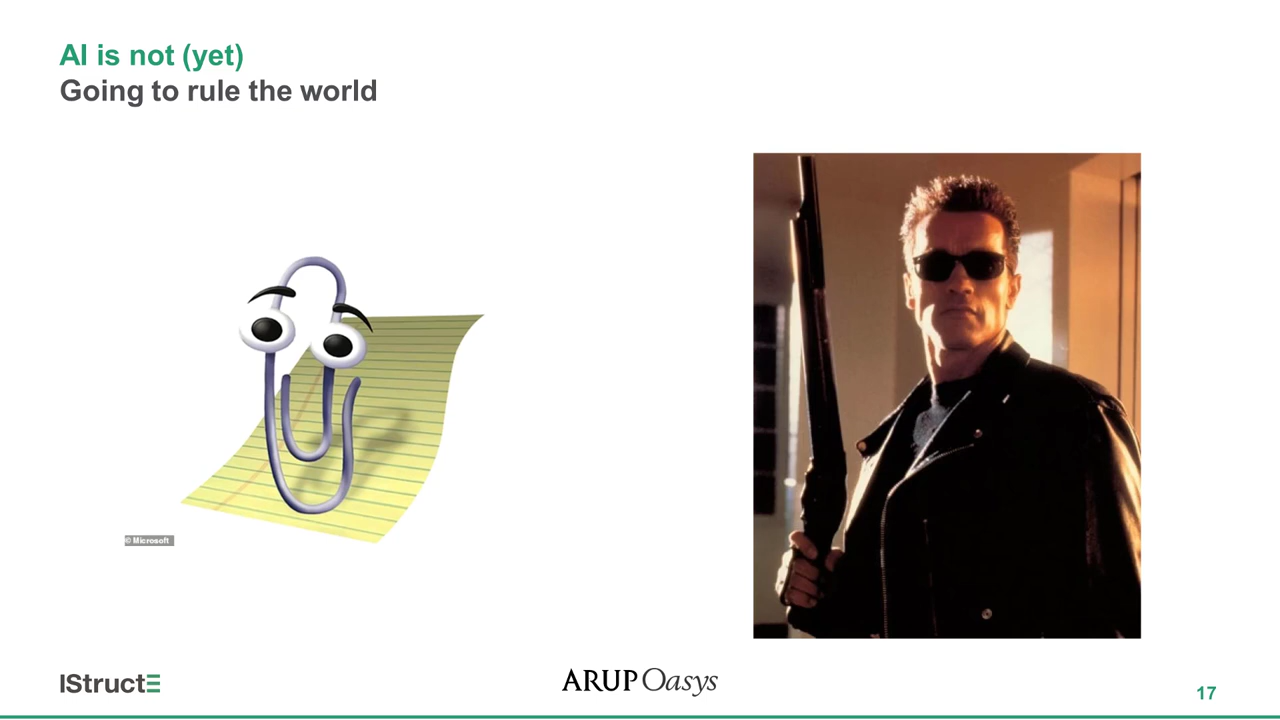 AI is not (yet)
Going to rule the world
© Microsoft
IStructE
ARUP Oasys
17